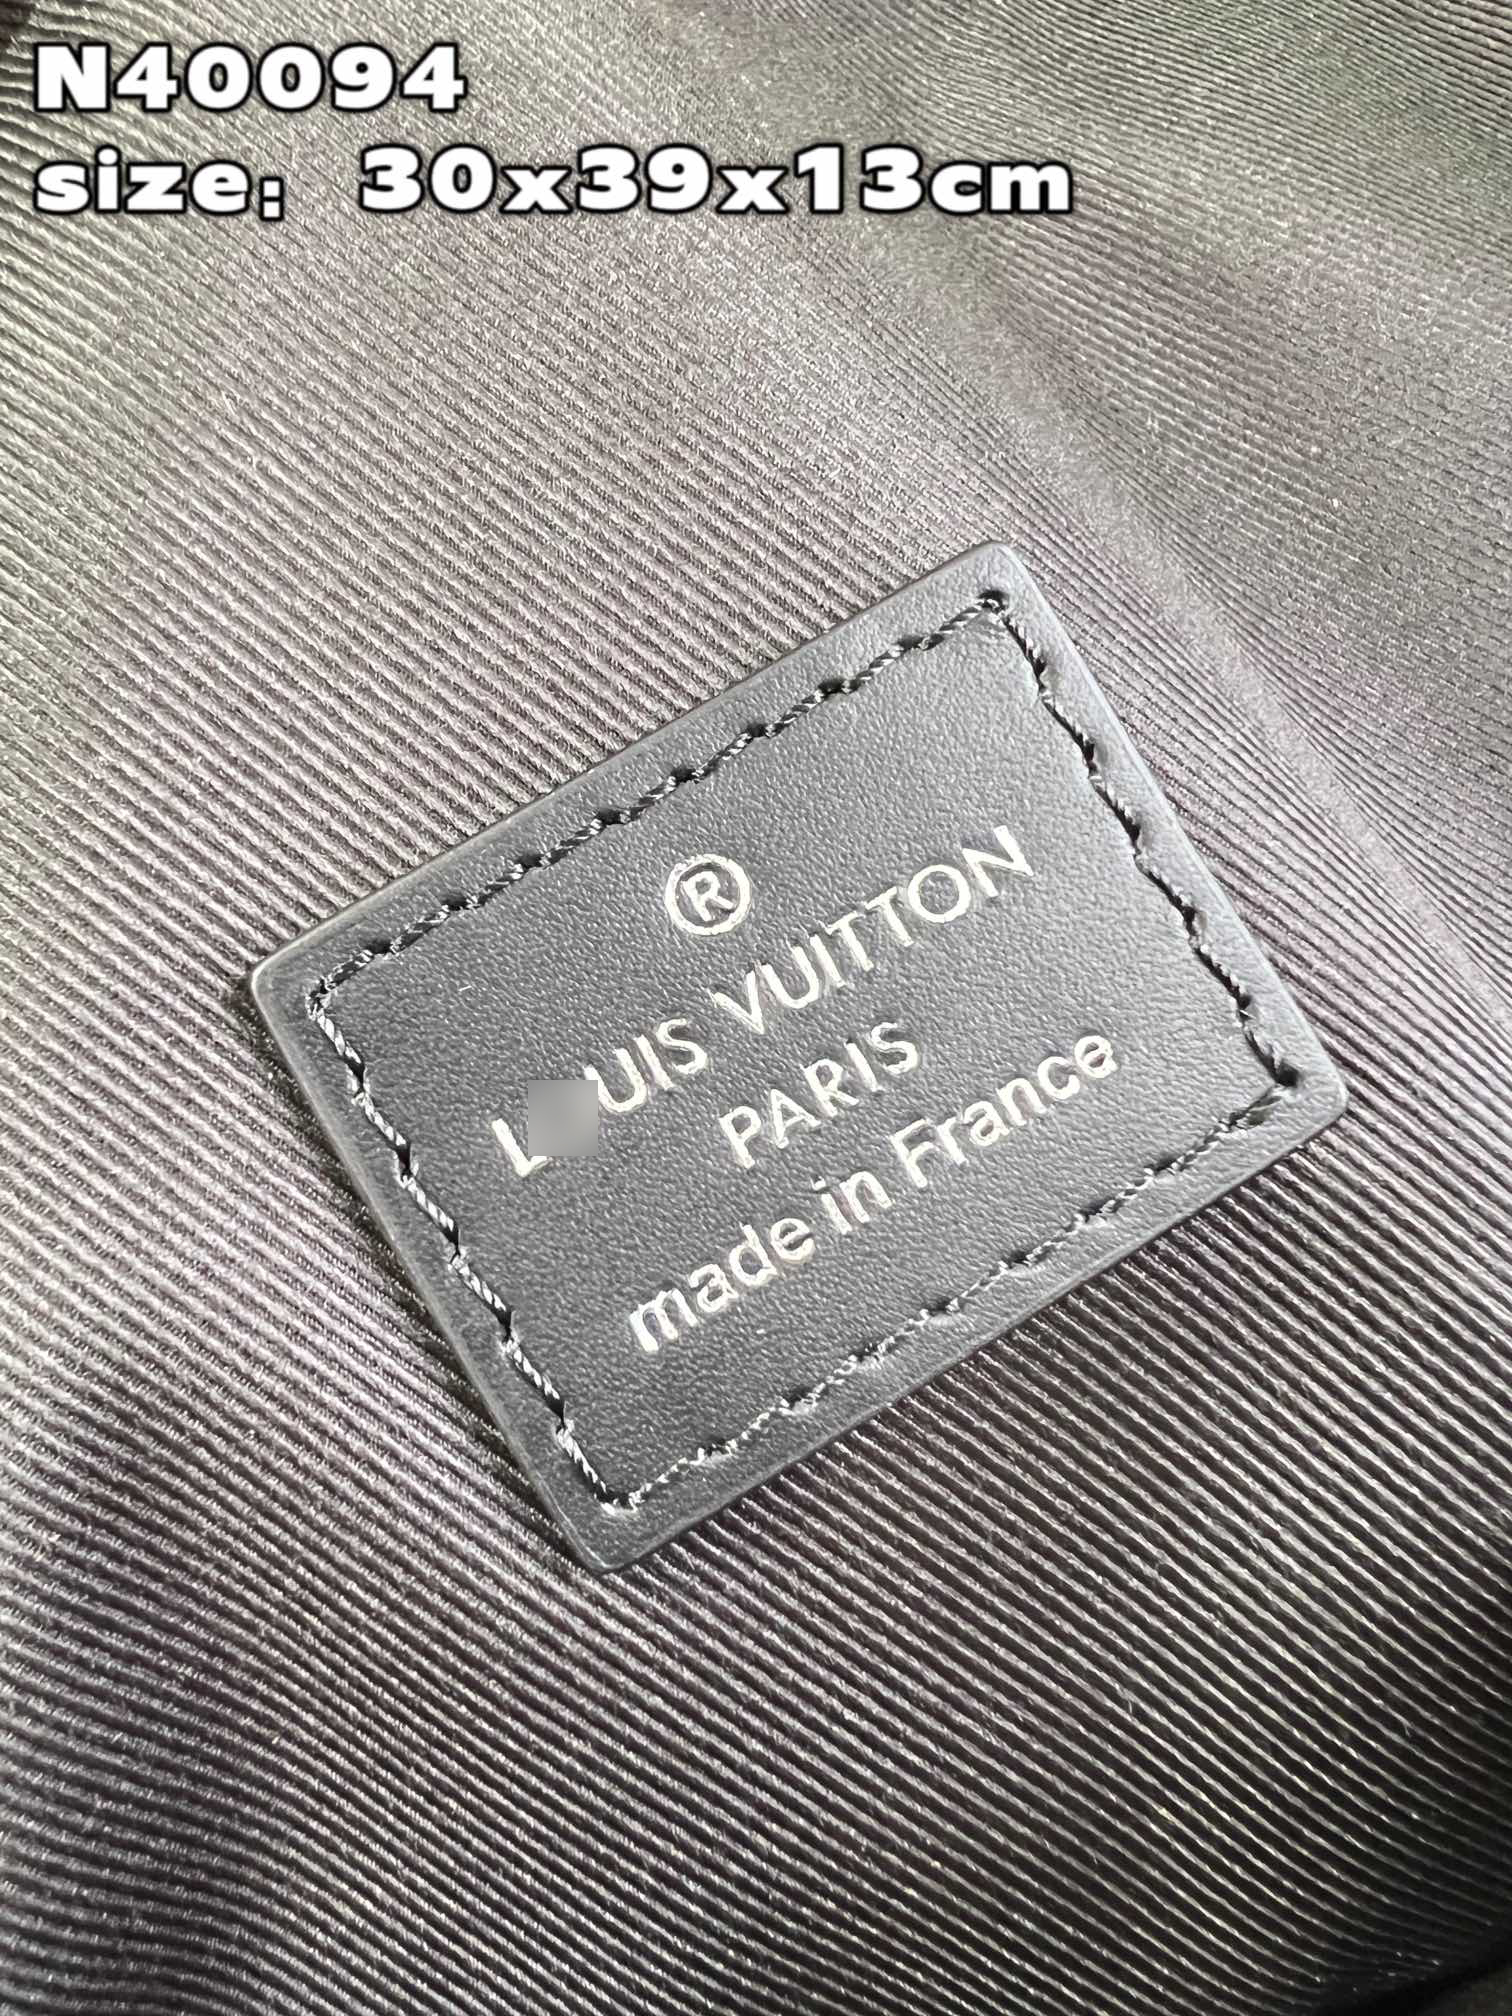 N40094
size: 30x39x13cm
®
L UIS VUITTON
PARIS
made in France